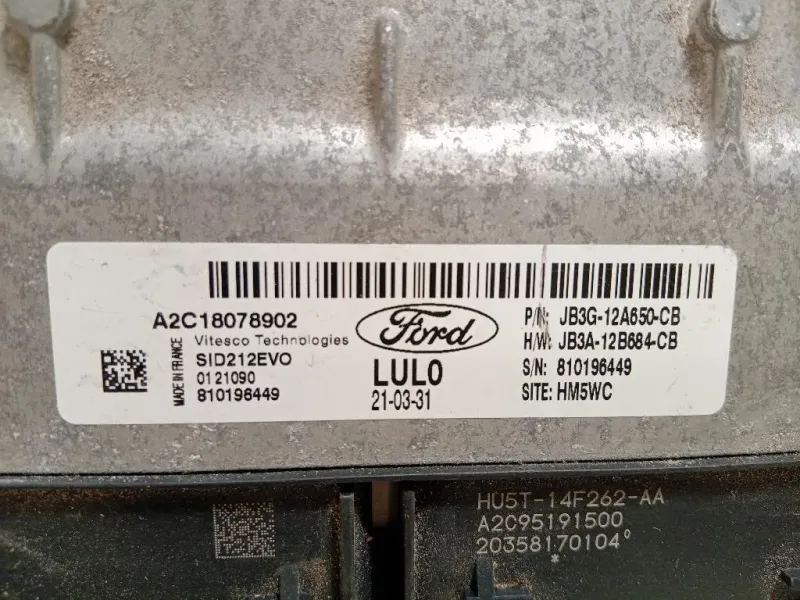 A2C18078902
Vitesco Technologies
SID212EVO
0121090
810196449
MADE IN FRANCE
Ford
LUL0
21-03-31
P/N: JB3G-12A650-CB
H/W: JB3A-12B684-CB
S/N: 810196449
SITE: HM5WC
HU5T-14F262-AA
A2C95191500
20358170104°
*